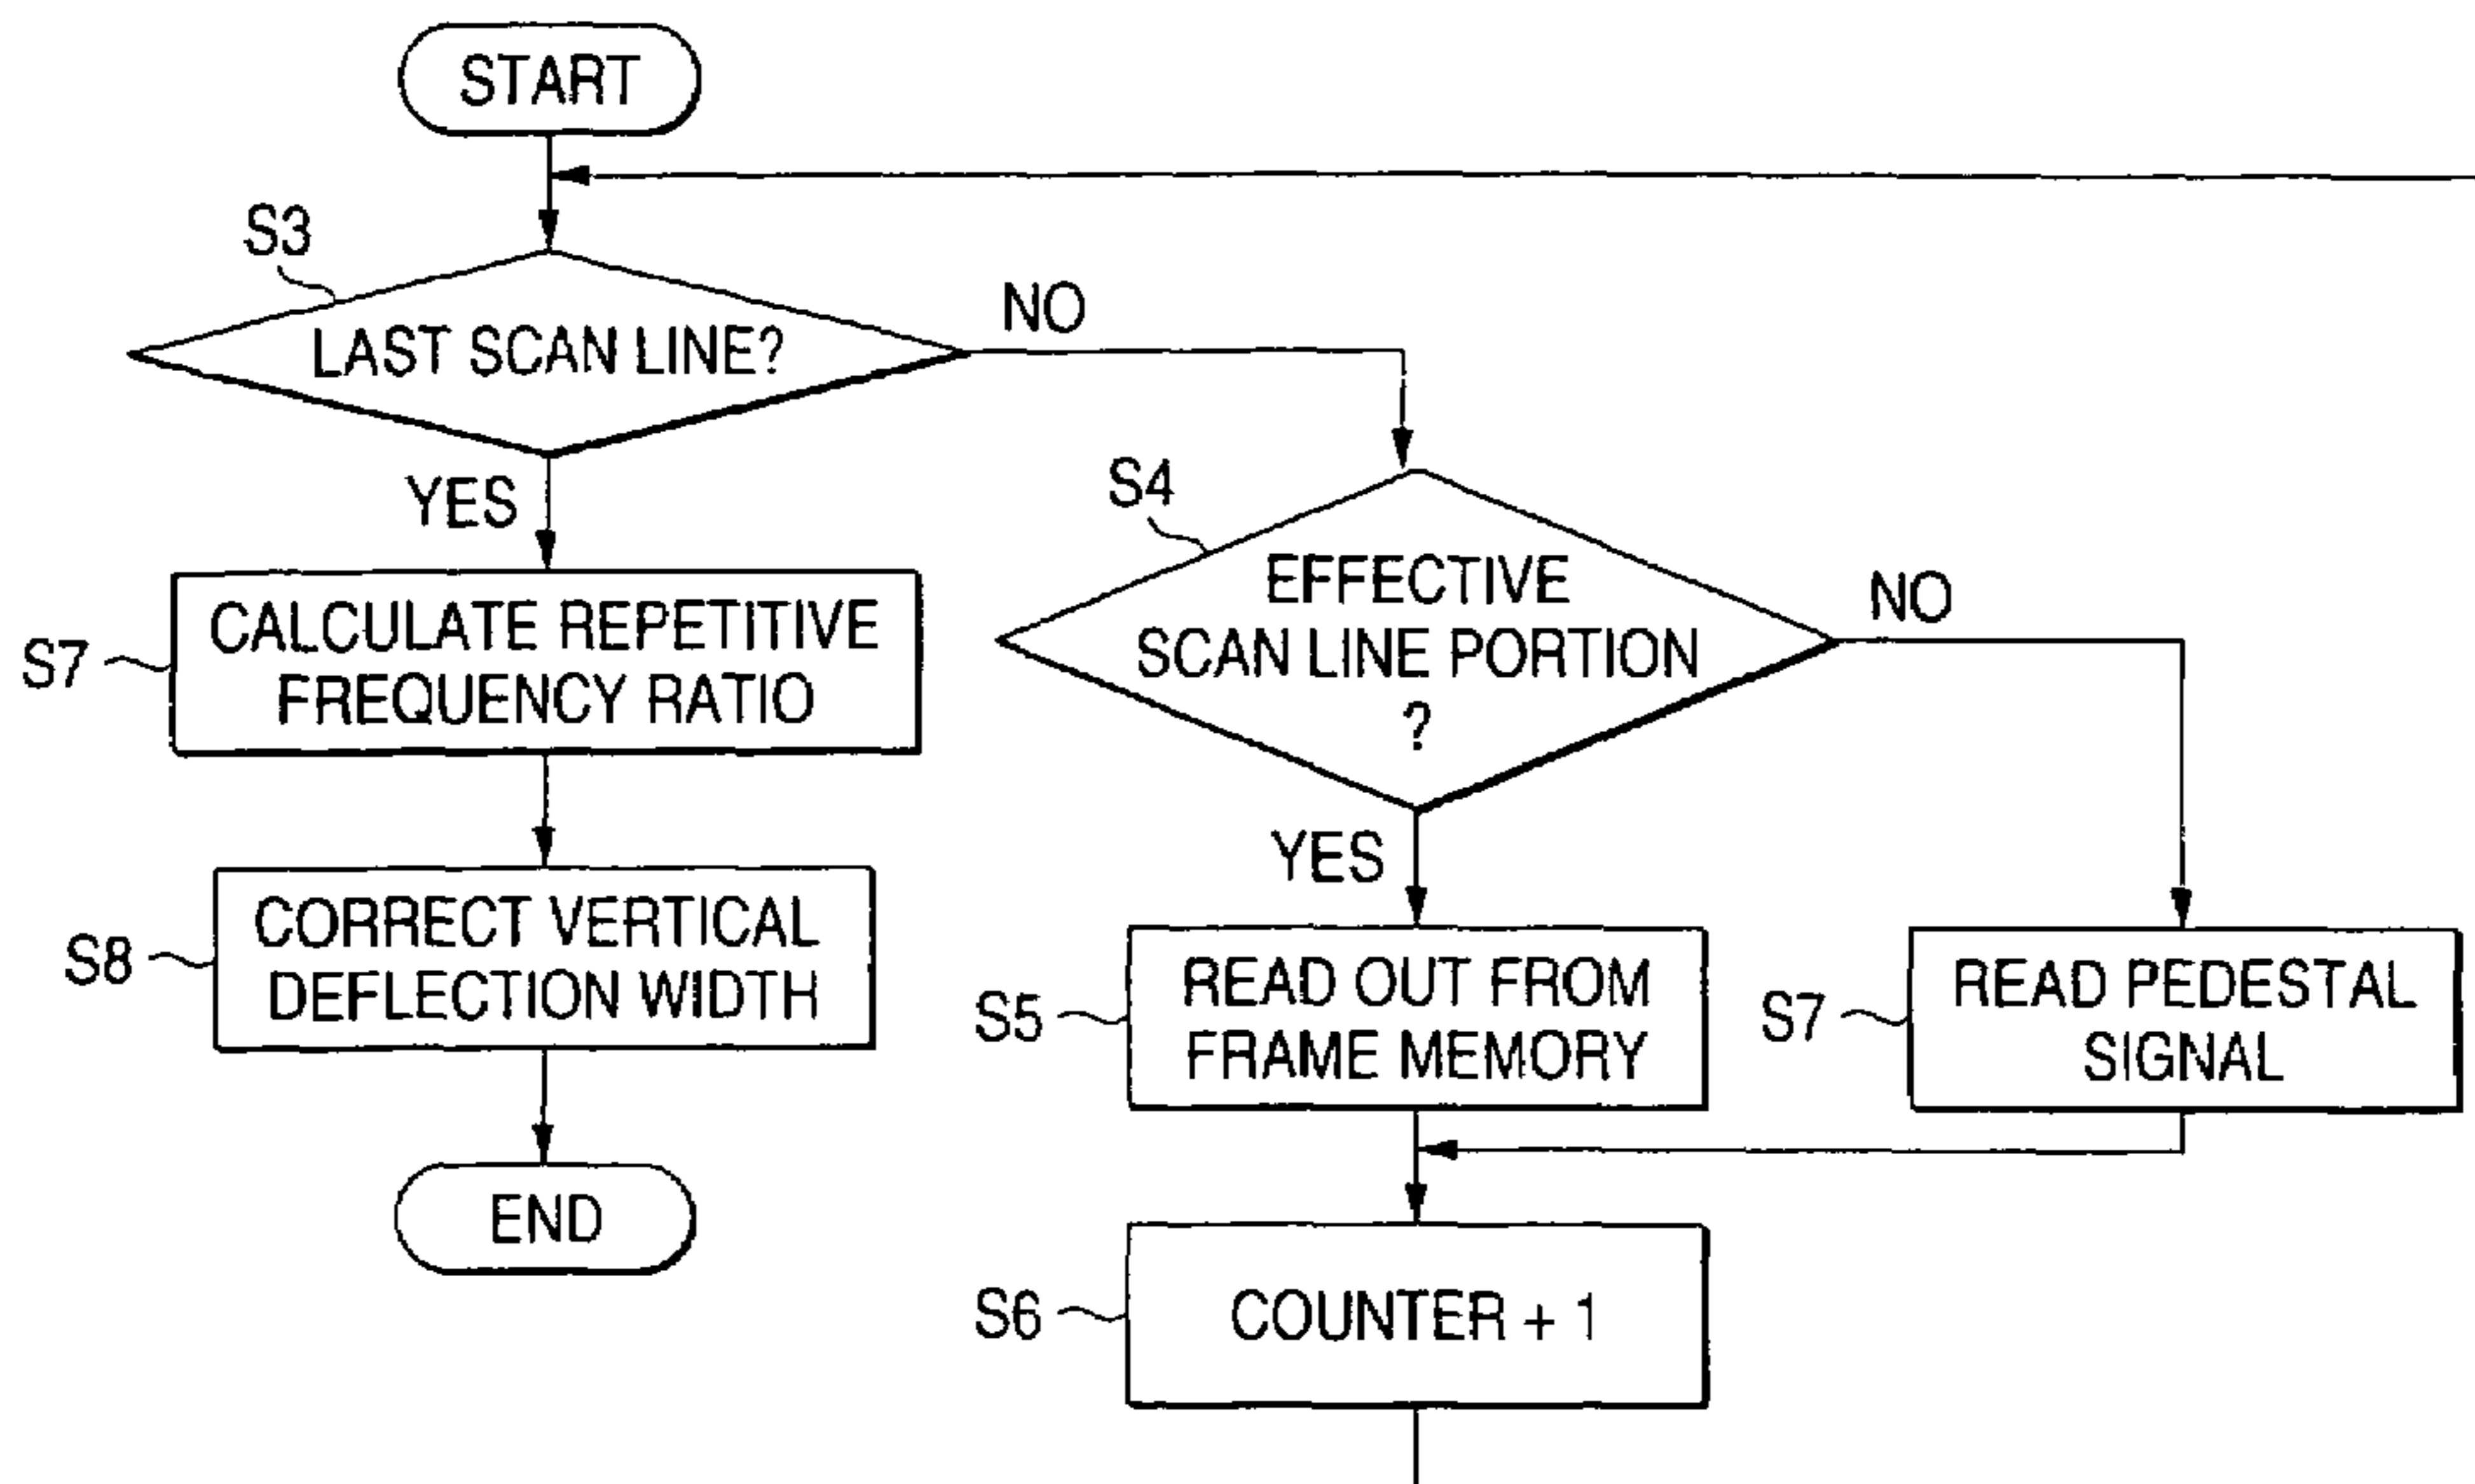 START
S3
LAST SCAN LINE?
NO
YES
S4
EFFECTIVE
SCAN LINE PORTION
?
NO
S7
CALCULATE REPETITIVE
FREQUENCY RATIO
YES
S8
CORRECT VERTICAL
DEFLECTION WIDTH
S5
READ OUT FROM
FRAME MEMORY
S7
READ PEDESTAL
SIGNAL
END
S6
COUNTER + 1